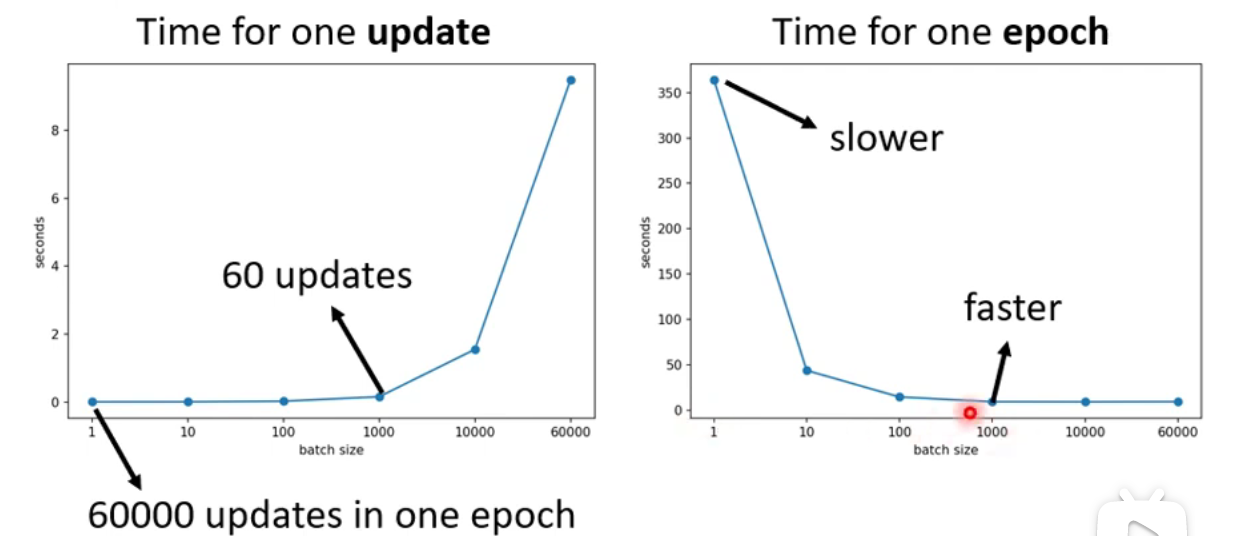 Time for one update
8
6
4
2
0
seconds
60 updates
1 10 100 1000 10000 60000
batch size
60000 updates in one epoch
Time for one epoch
350
300
250
200
150
100
50
0
seconds
slower
faster
1 10 100 1000 10000 60000
batch size